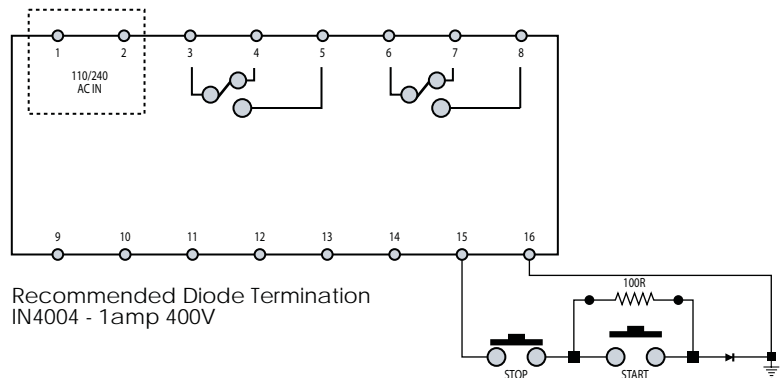 1 2 3 4 5 6 7 8
110/240
AC IN
9 10 11 12 13 14 15 16
Recommended Diode Termination
IN4004 - 1amp 400V
100R
STOP START